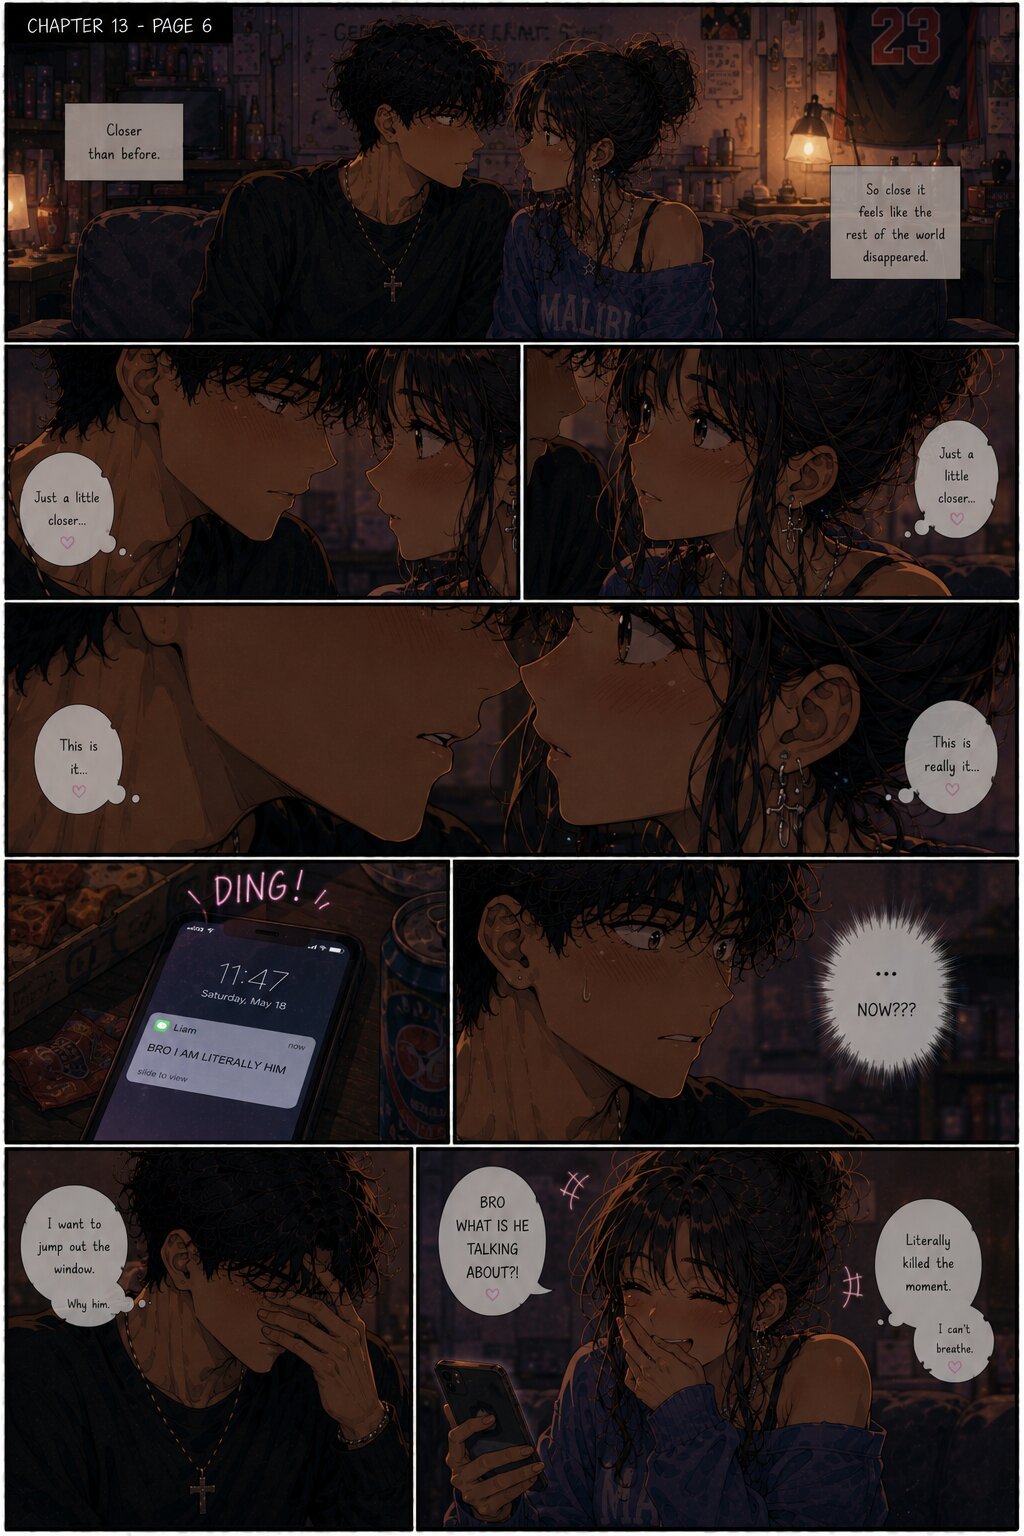 CHAPTER 13 - PAGE 6
23
Closer
than before.
So close it
feels like the
rest of the world
disappeared.
MALIBU
Just a little
closer...
Just a
little
closer...
This is
it...
This is
really it...
DING!
11:47
Saturday, May 18
Liam
now
BRO I AM LITERALLY HIM
slide to view
...
NOW???
I want to
jump out the
window.
Why him.
BRO
WHAT IS HE
TALKING
ABOUT?!
Literally
killed the
moment.
I can't
breathe.